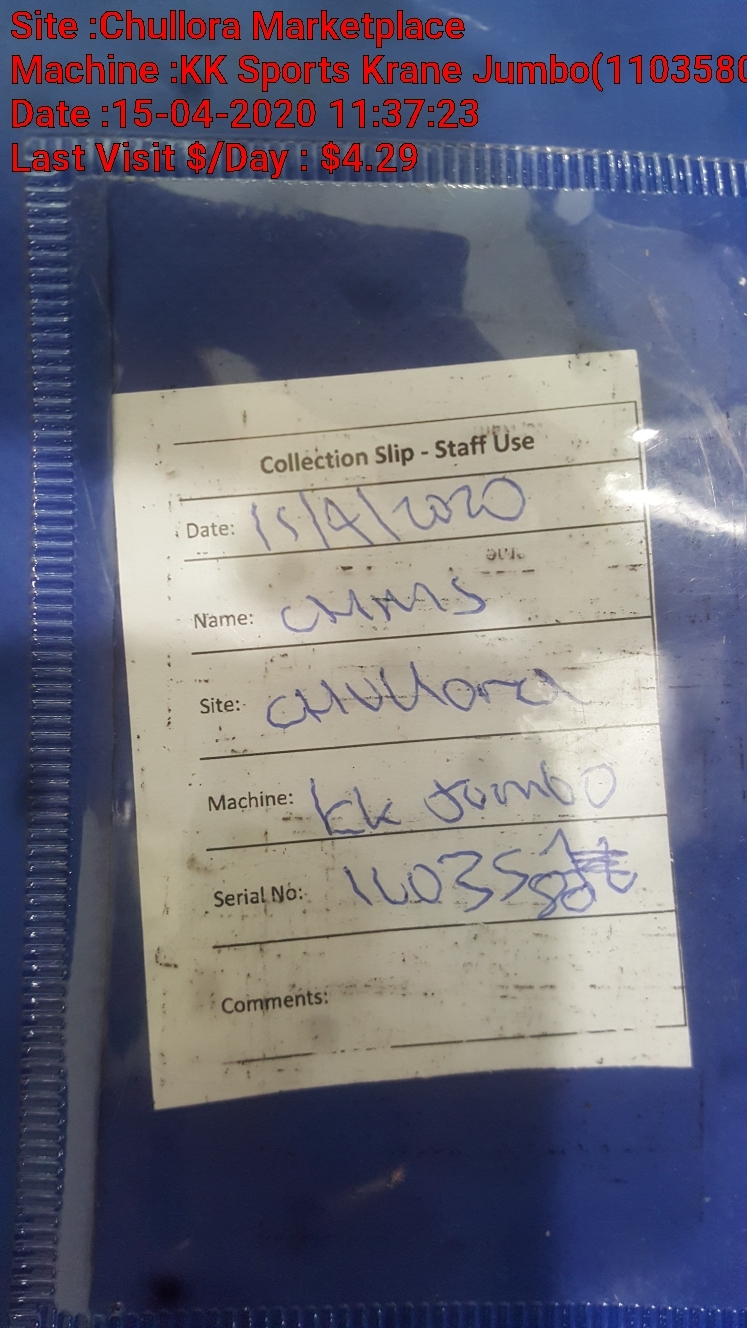 Site :Chullora Marketplace
Machine :KK Sports Krane Jumbo(1103580
Date :15-04-2020 11:37:23
Last Visit $/Day : $4.29
Collection Slip - Staff Use
Date: 15/4/2020
Name:
Site: CHullora
Machine: KK Jumbo
Serial No: 1103580
Comments: